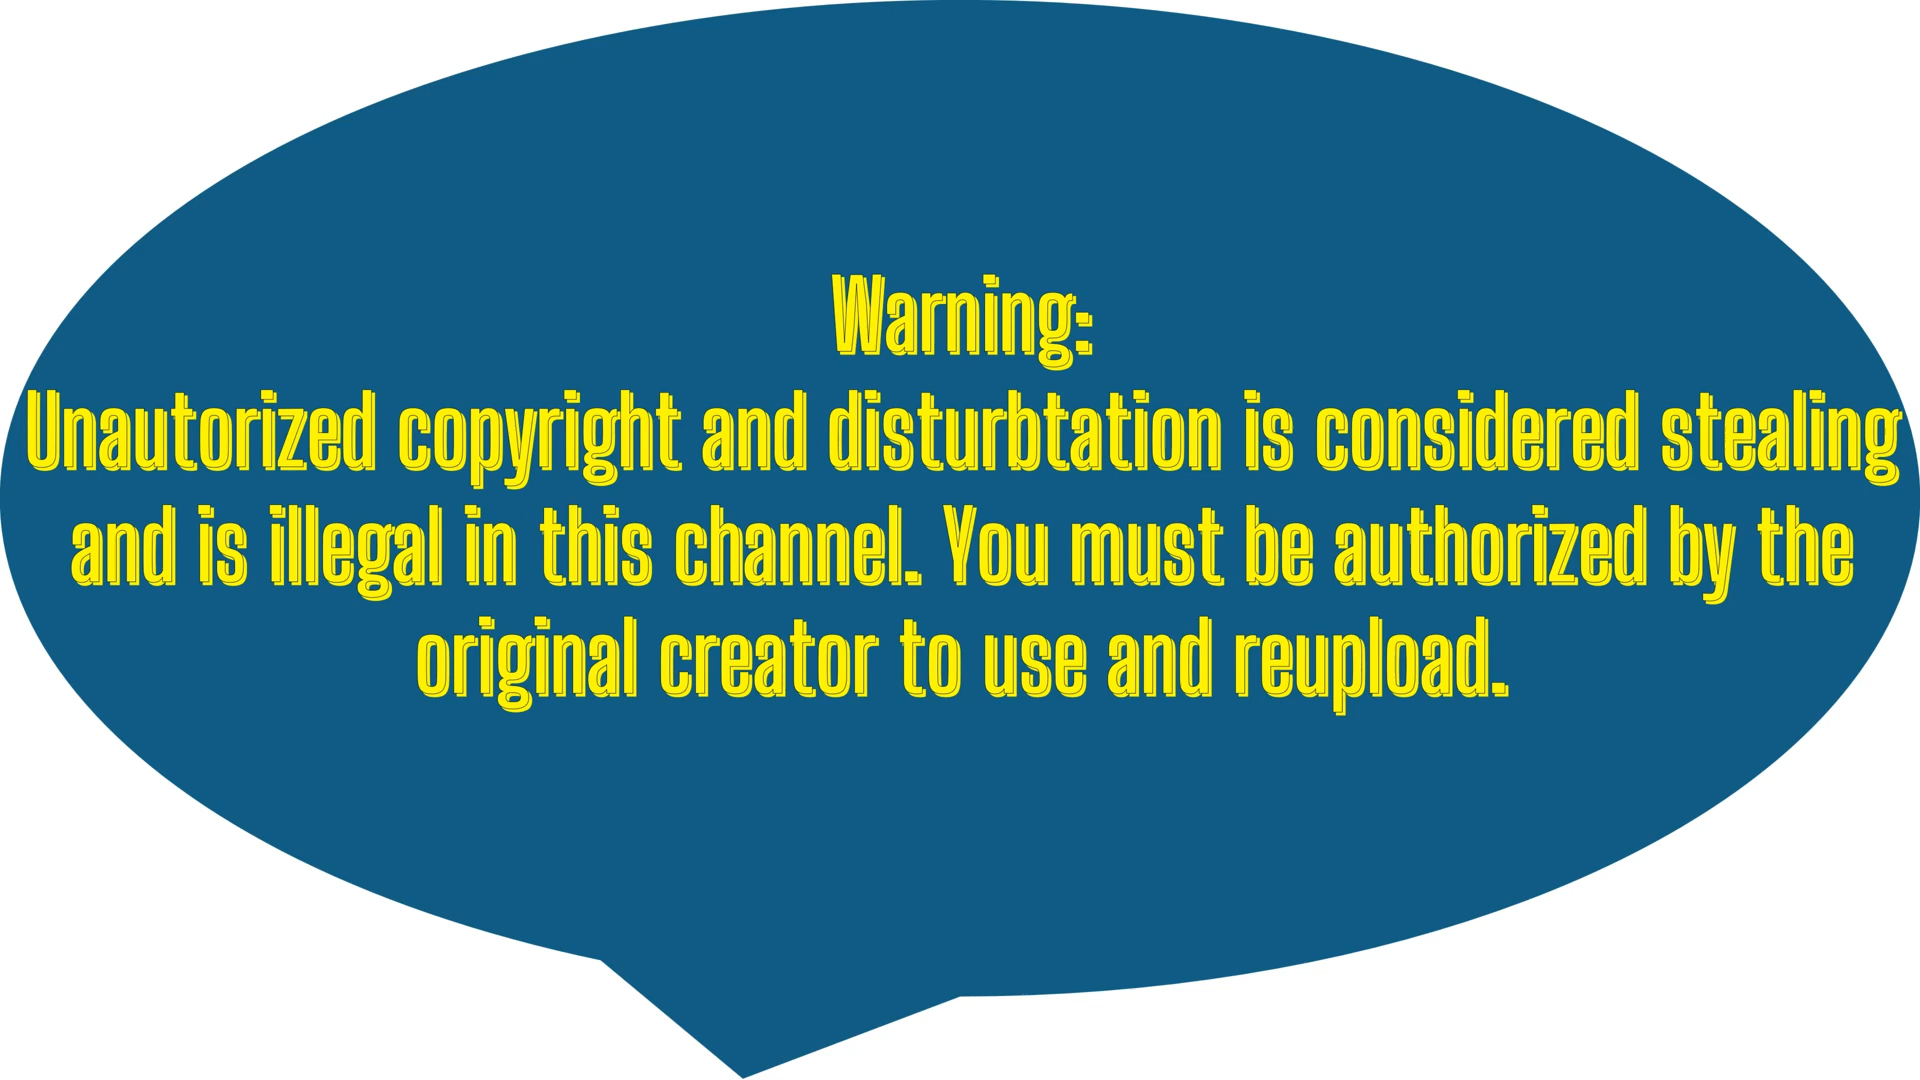 Warning:
Unautorized copyright and disturbtation is considered stealing
and is illegal in this channel. You must be authorized by the
original creator to use and reupload.